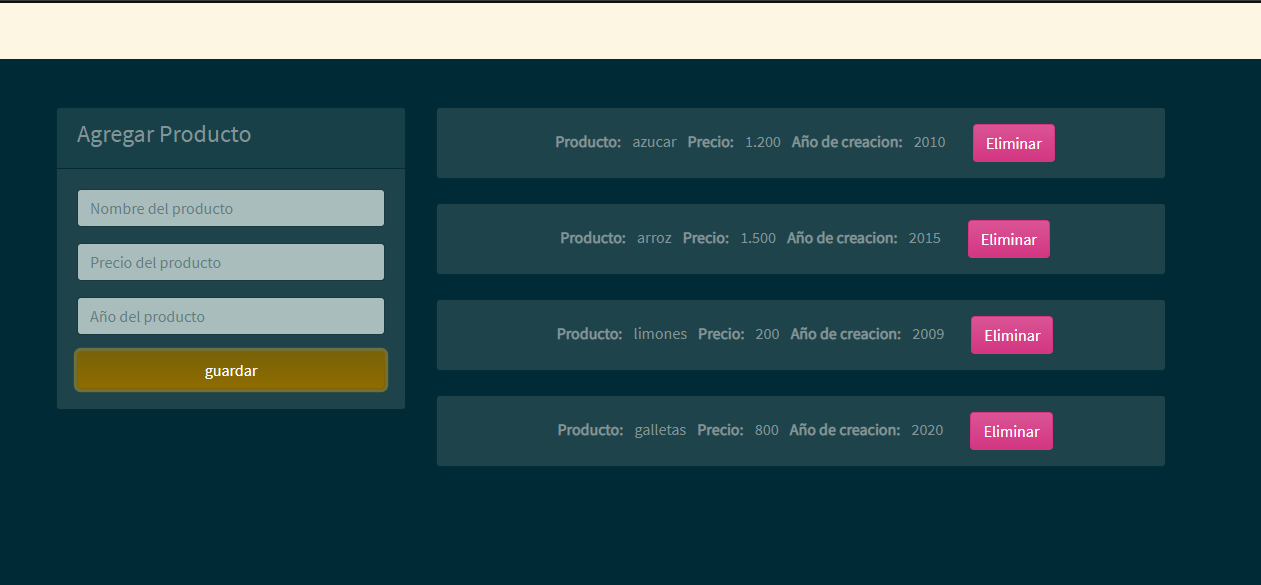 Agregar Producto
Nombre del producto
Precio del producto
Año del producto
guardar
Producto: azucar Precio: 1.200 Año de creacion: 2010 Eliminar
Producto: arroz Precio: 1.500 Año de creacion: 2015 Eliminar
Producto: limones Precio: 200 Año de creacion: 2009 Eliminar
Producto: galletas Precio: 800 Año de creacion: 2020 Eliminar